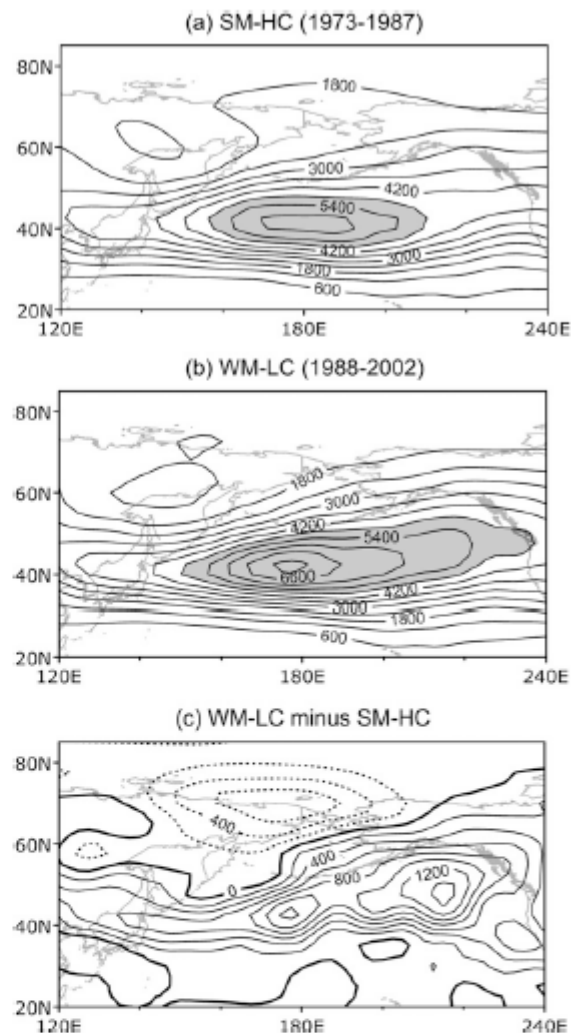 (a) SM-HC (1973-1987)
80N
1800
60N
3000
4200
5400
40N
4200
3000
1800
600
20N
120E 180E 240E
(b) WM-LC (1988-2002)
80N
1800
60N
3000
4200
5400
40N
6600
4200
3000
1800
600
20N
120E 180E 240E
(c) WM-LC minus SM-HC
80N
400
60N
400
800
1200
0
40N
20N
120E 180E 240E